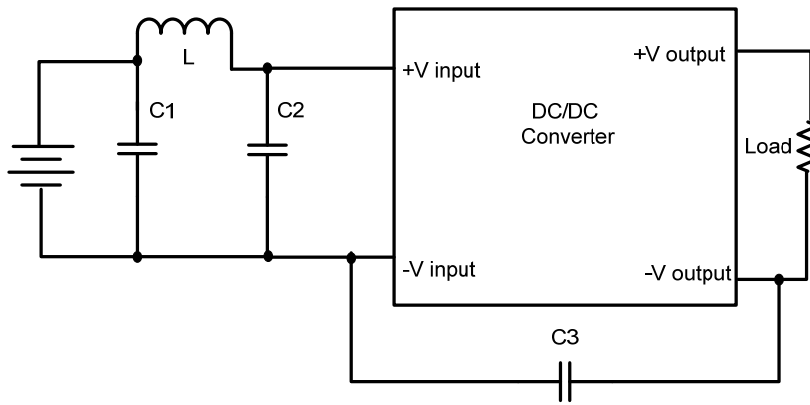 L
C1
C2
+V input
+V output
DC/DC
Converter
Load
-V input
-V output
C3